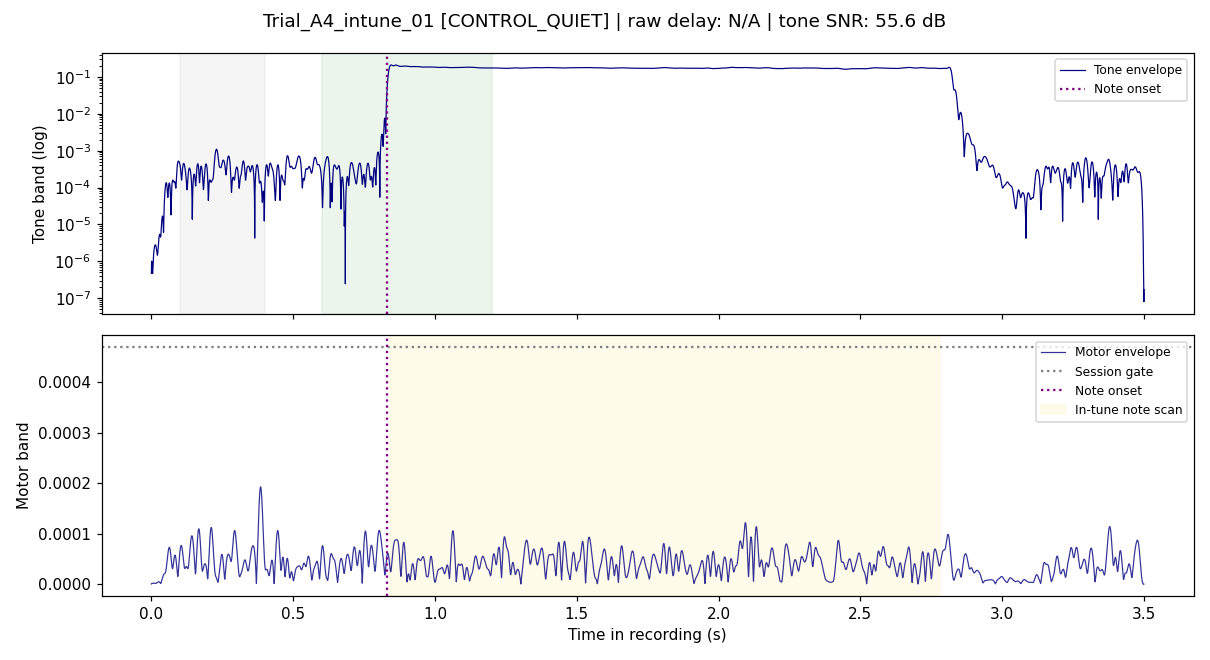 Trial_A4_intune_01 [CONTROL_QUIET] | raw delay: N/A | tone SNR: 55.6 dB
Tone band (log)
10⁻¹
10⁻²
10⁻³
10⁻⁴
10⁻⁵
10⁻⁶
10⁻⁷
Tone envelope
Note onset
Motor band
0.0004
0.0003
0.0002
0.0001
0.0000
Motor envelope
Session gate
Note onset
In-tune note scan
0.0 0.5 1.0 1.5 2.0 2.5 3.0 3.5
Time in recording (s)